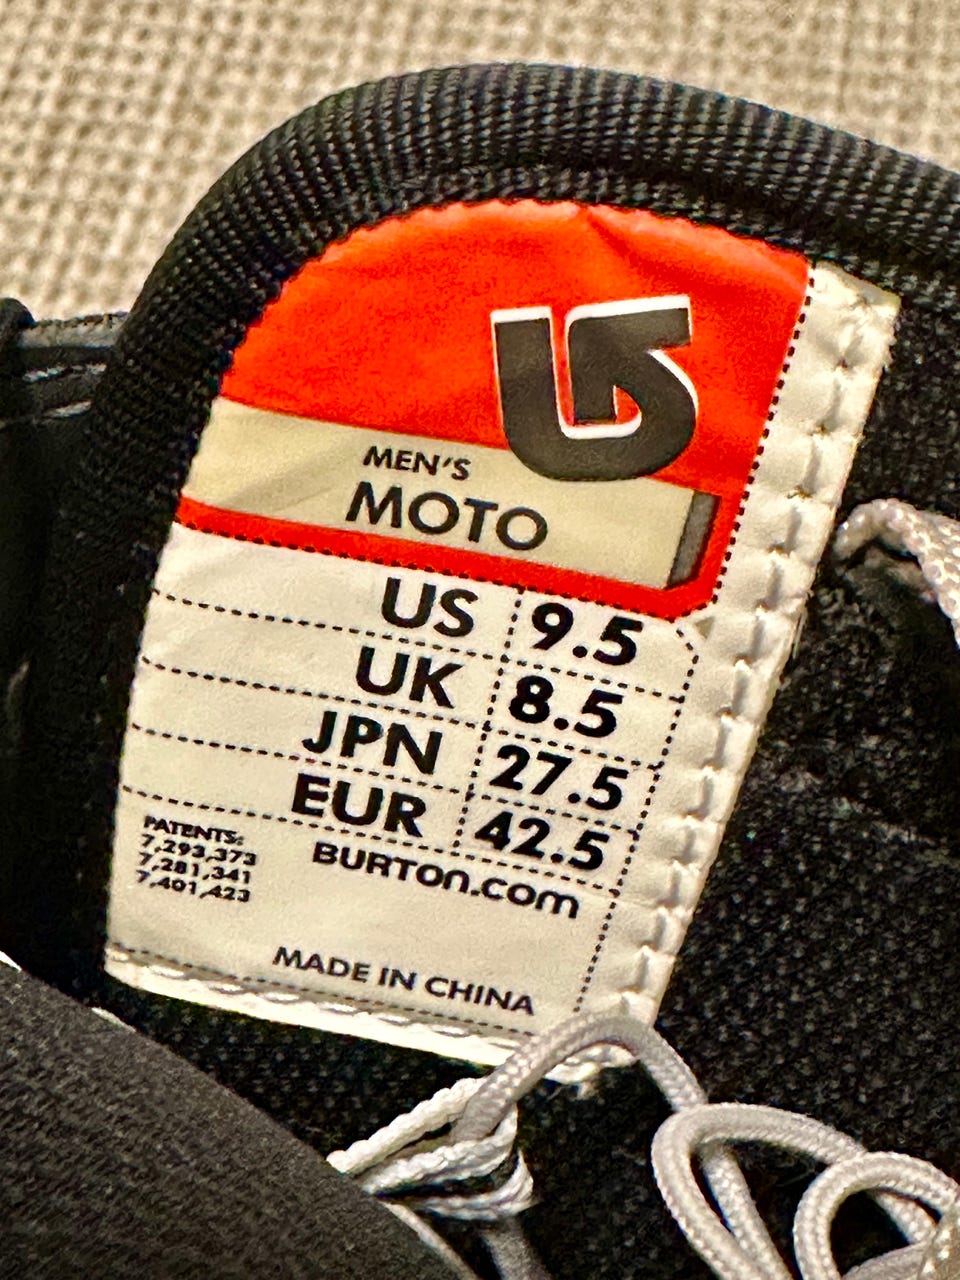 MEN'S
MOTO
US 9.5
UK 8.5
JPN 27.5
EUR 42.5
PATENTS:
7,293,373
7,281,341
7,401,423
BURTON.COM
MADE IN CHINA